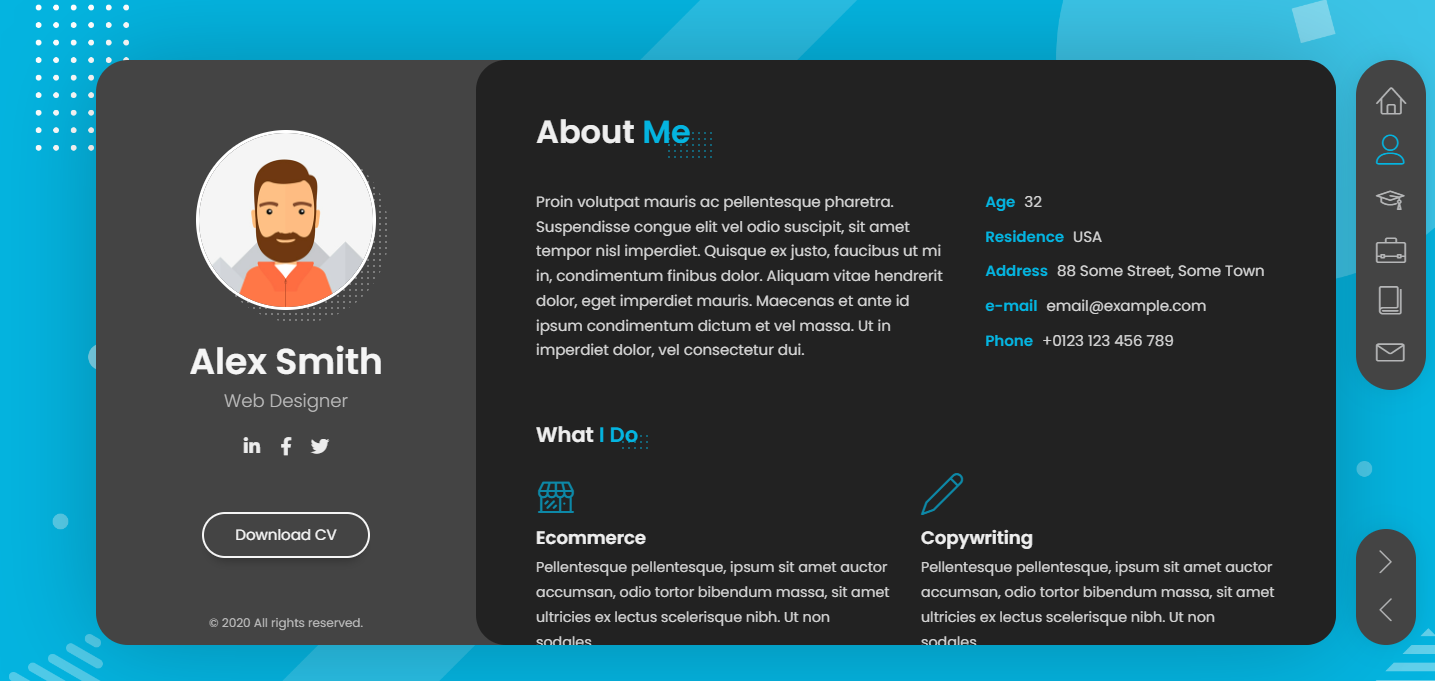 Alex Smith
Web Designer
Download CV
© 2020 All rights reserved.
About Me
Proin volutpat mauris ac pellentesque pharetra.
Suspendisse congue elit vel odio suscipit, sit amet
tempor nisl imperdiet. Quisque ex justo, faucibus ut mi
in, condimentum finibus dolor. Aliquam vitae hendrerit
dolor, eget imperdiet mauris. Maecenas et ante id
ipsum condimentum dictum et vel massa. Ut in
imperdiet dolor, vel consectetur dui.
Age 32
Residence USA
Address 88 Some Street, Some Town
e-mail email@example.com
Phone +0123 123 456 789
What I Do
Ecommerce
Pellentesque pellentesque, ipsum sit amet auctor
accumsan, odio tortor bibendum massa, sit amet
ultricies ex lectus scelerisque nibh. Ut non
sodales
Copywriting
Pellentesque pellentesque, ipsum sit amet auctor
accumsan, odio tortor bibendum massa, sit amet
ultricies ex lectus scelerisque nibh. Ut non
sodales